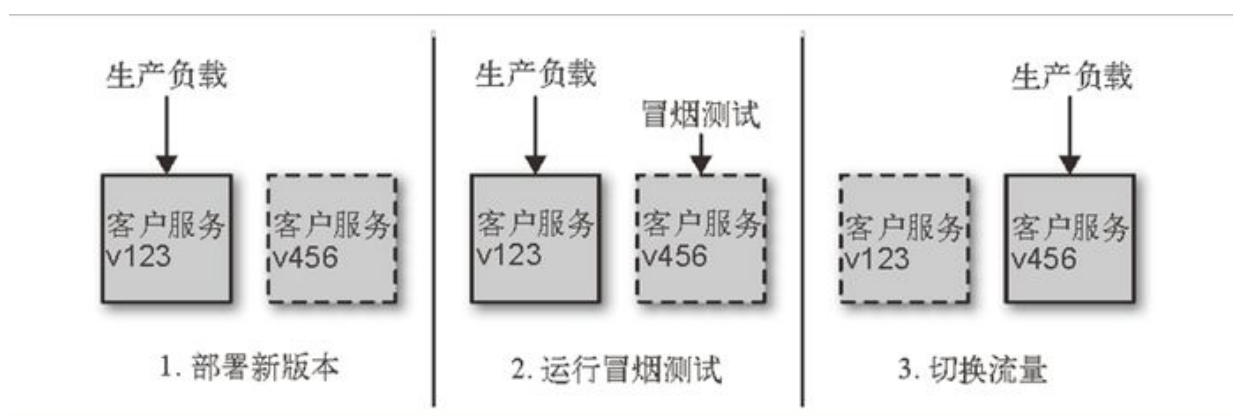 生产负载
客户服务
v123
客户服务
v456
1. 部署新版本
生产负载
冒烟测试
客户服务
v123
客户服务
v456
2. 运行冒烟测试
生产负载
客户服务
v123
客户服务
v456
3. 切换流量